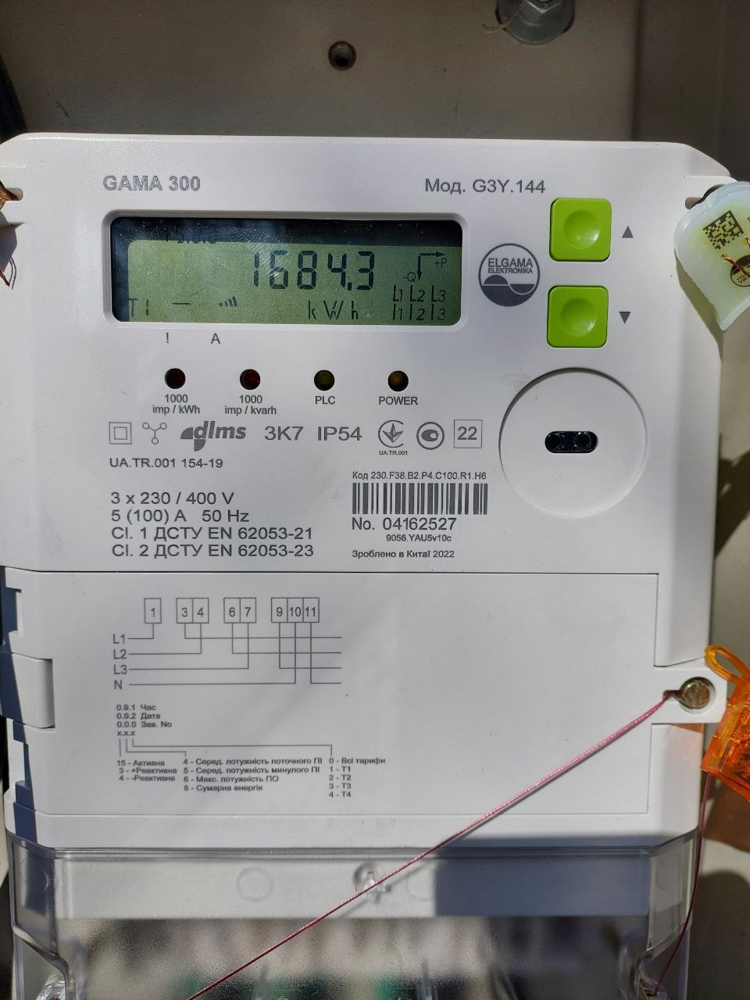 GAMA 300
Мод. G3Y.144
1684,3
+P
-Q
L1 L2 L3
T1
kWh
I1 I2 I3
! A
ELGAMA
ELEKTRONIKA
1000
imp / kWh
1000
imp / kvarh
PLC
POWER
dlms 3K7 IP54
UA.TR.001
22
UA.TR.001 154-19
Код 230.F38.B2.P4.C100.R1.H6
3 x 230 / 400 V
5 (100) A 50 Hz
Cl. 1 ДСТУ EN 62053-21
Cl. 2 ДСТУ EN 62053-23
No. 04162527
9056.YAU5v10c
Зроблено в Китаї 2022
1 3 4 6 7 9 10 11
L1
L2
L3
N
0.9.1 Час
0.9.2 Дата
0.0.0 Зав. No
x.x.x
15 - Активна
3 - +Реактивна
4 - -Реактивна
4 - Серед. потужність поточного ПІ
5 - Серед. потужність минулого ПІ
6 - Макс. потужність ПО
8 - Сумарна енергія
0 - Всі тарифи
1 - T1
2 - T2
3 - T3
4 - T4